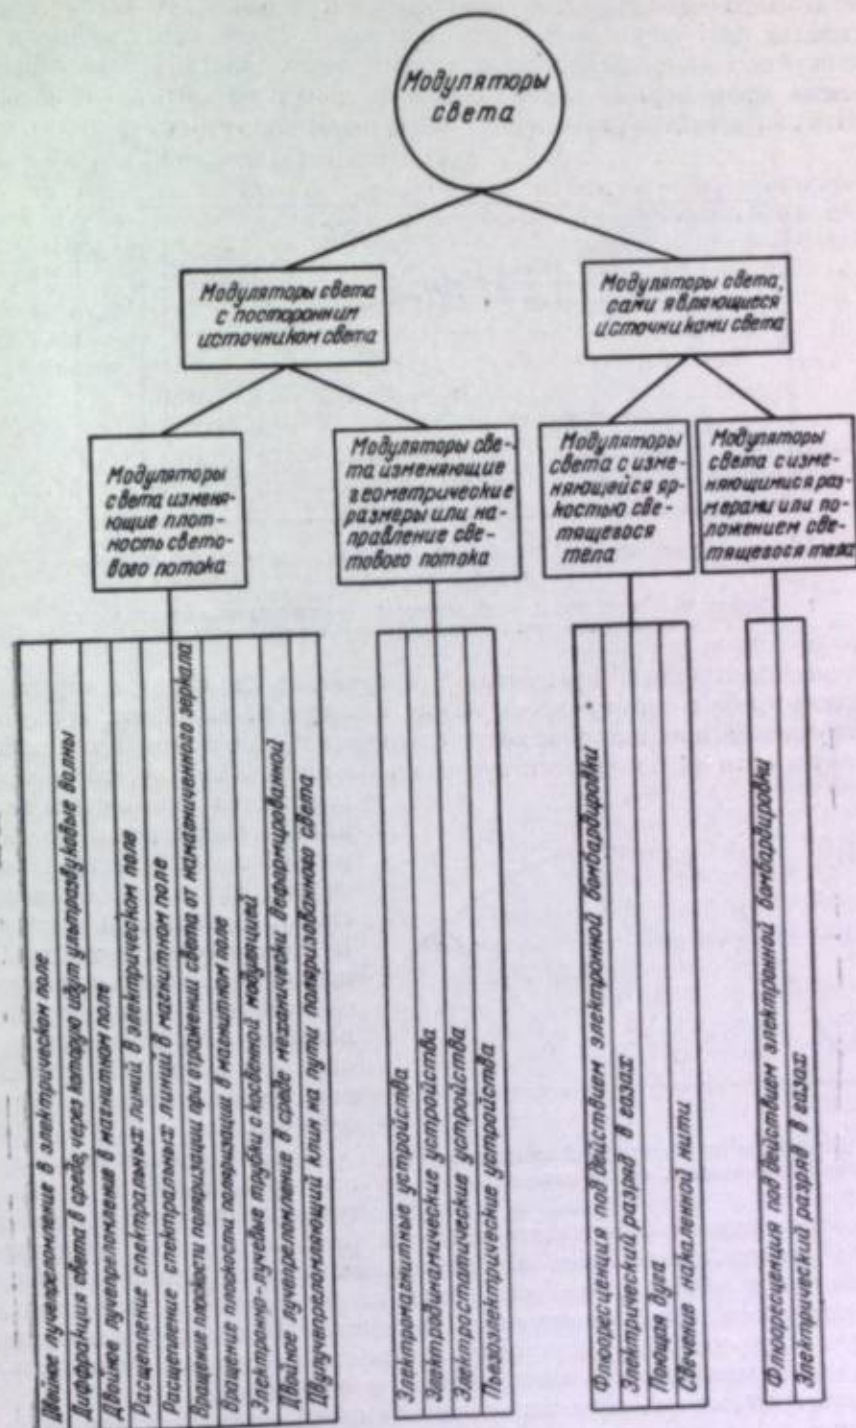 Модуляторы
света
Модуляторы света
с посторонним
источником света
Модуляторы света,
сами являющиеся
источниками света
Модуляторы
света изменя-
ющие плот-
ность свето-
вого потока
Модуляторы све-
та изменяющие
геометрические
размеры или на-
правление све-
тового потока
Модуляторы
света с изме-
няющейся яр-
костью све-
тящегося
тела
Модуляторы
света с изме-
няющимися раз-
мерами или по-
ложением све-
тящегося тела
Двойное лучепреломление в электрическом поле
Диффракция света в среде, через которую идут ультразвуковые волны
Двойное лучепреломление в магнитном поле
Расщепление спектральных линий в электрическом поле
Расщепление спектральных линий в магнитном поле
Вращение плоскости поляризации при отражении света от намагниченного зеркала
Вращение плоскости поляризации в магнитном поле
Электронно-лучевые трубки с косвенной модуляцией
Двойное лучепреломление в среде механически деформированной
Двулучепреломляющий клин на пути поляризованного света
Электромагнитные устройства
Электродинамические устройства
Электростатические устройства
Пьезоэлектрические устройства
Флюоресценция под действием электронной бомбардировки
Электрический разряд в газах
Поющая дуга
Свечение накаленной нити
Флюоресценция под действием электронной бомбардировки
Электрический разряд в газах